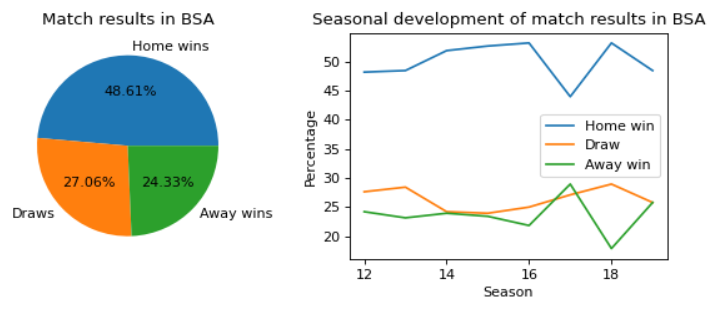 Match results in BSA
Home wins
48.61%
27.06%
24.33%
Draws
Away wins
Seasonal development of match results in BSA
Percentage
50
45
40
35
30
25
20
Home win
Draw
Away win
12 14 16 18
Season